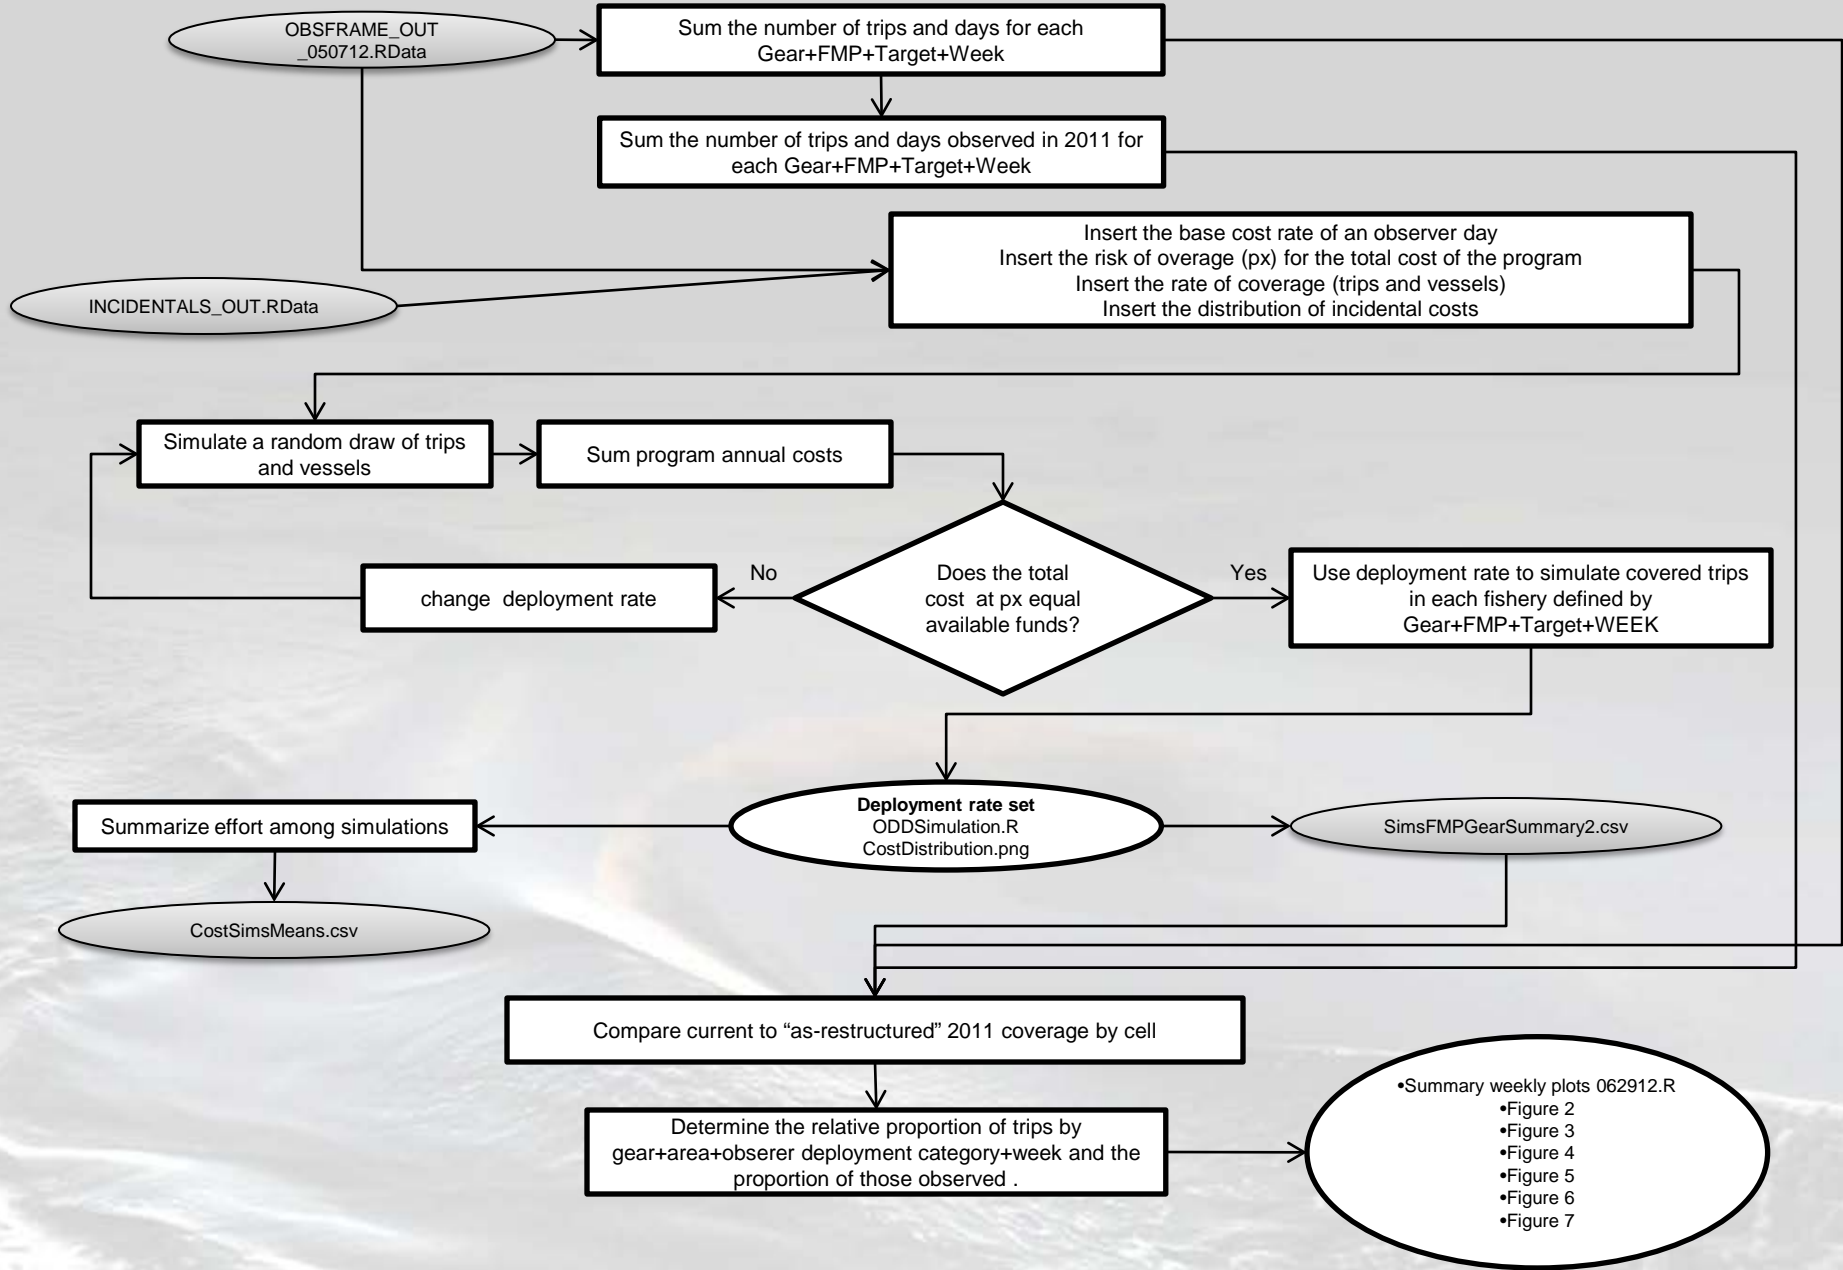 OBSFRAME_OUT
_050712.RData
Sum the number of trips and days for each
Gear+FMP+Target+Week
Sum the number of trips and days observed in 2011 for
each Gear+FMP+Target+Week
Insert the base cost rate of an observer day
Insert the risk of overage (px) for the total cost of the program
Insert the rate of coverage (trips and vessels)
Insert the distribution of incidental costs
INCIDENTALS_OUT.RData
Simulate a random draw of trips
and vessels
Sum program annual costs
change  deployment rate
No
Does the total
cost  at px equal
available funds?
Yes
Use deployment rate to simulate covered trips
in each fishery defined by
Gear+FMP+Target+WEEK
Summarize effort among simulations
Deployment rate set
ODDSimulation.R
CostDistribution.png
SimsFMPGearSummary2.csv
CostSimsMeans.csv
Compare current to “as-restructured” 2011 coverage by cell
Determine the relative proportion of trips by
gear+area+obserer deployment category+week and the
proportion of those observed .
•Summary weekly plots 062912.R
•Figure 2
•Figure 3
•Figure 4
•Figure 5
•Figure 6
•Figure 7